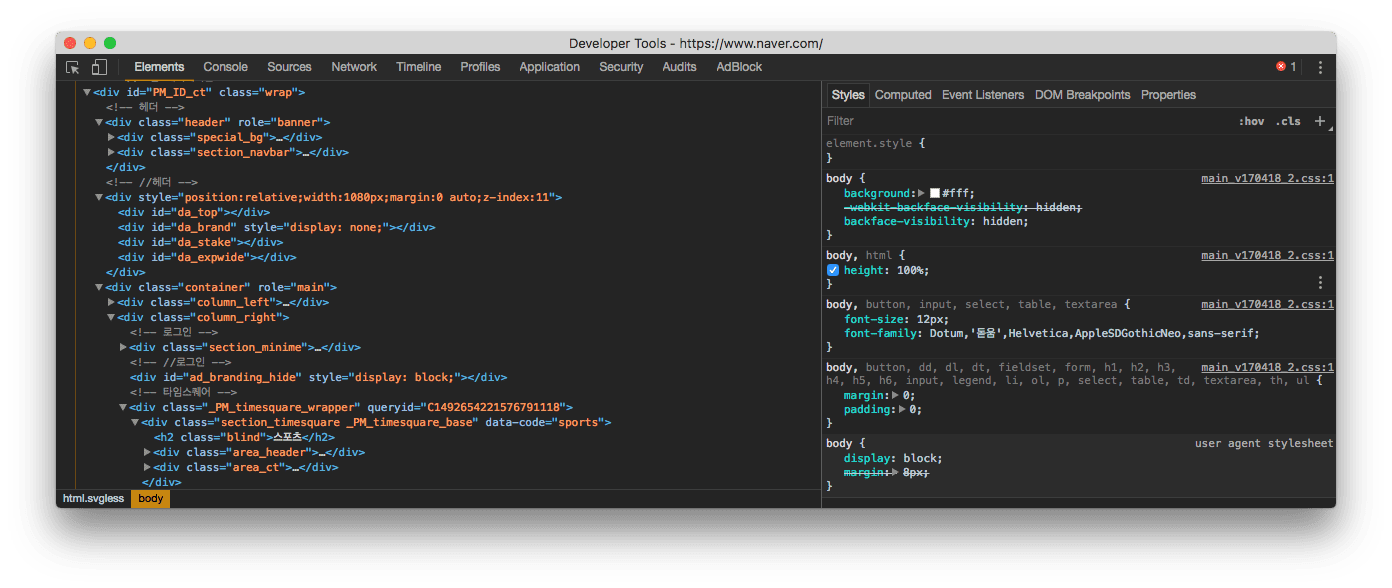 Developer Tools - https://www.naver.com/
Elements Console Sources Network Timeline Profiles Application Security Audits AdBlock 1
<div id="PM_ID_ct" class="wrap">
<!-- 헤더 -->
<div class="header" role="banner">
<div class="special_bg">…</div>
<div class="section_navbar">…</div>
</div>
<!-- //헤더 -->
<div style="position:relative;width:1080px;margin:0 auto;z-index:11">
<div id="da_top"></div>
<div id="da_brand" style="display: none;"></div>
<div id="da_stake"></div>
<div id="da_expwide"></div>
</div>
<div class="container" role="main">
<div class="column_left">…</div>
<div class="column_right">
<!-- 로그인 -->
<div class="section_minime">…</div>
<!-- //로그인 -->
<div id="ad_branding_hide" style="display: block;"></div>
<!-- 타임스퀘어 -->
<div class="_PM_timesquare_wrapper" queryid="C1492654221576791118">
<div class="section_timesquare _PM_timesquare_base" data-code="sports">
<h2 class="blind">스포츠</h2>
<div class="area_header">…</div>
<div class="area_ct">…</div>
</div>
html.svgless body
Styles Computed Event Listeners DOM Breakpoints Properties
Filter :hov .cls +
element.style {
}
body { main_v170418_2.css:1
background: #fff;
-webkit-backface-visibility: hidden;
backface-visibility: hidden;
}
body, html { main_v170418_2.css:1
height: 100%;
}
body, button, input, select, table, textarea { main_v170418_2.css:1
font-size: 12px;
font-family: Dotum,'돋움',Helvetica,AppleSDGothicNeo,sans-serif;
}
body, button, dd, dl, dt, fieldset, form, h1, h2, h3, main_v170418_2.css:1
h4, h5, h6, input, legend, li, ol, p, select, table, td, textarea, th, ul {
margin: 0;
padding: 0;
}
body { user agent stylesheet
display: block;
margin: 8px;
}